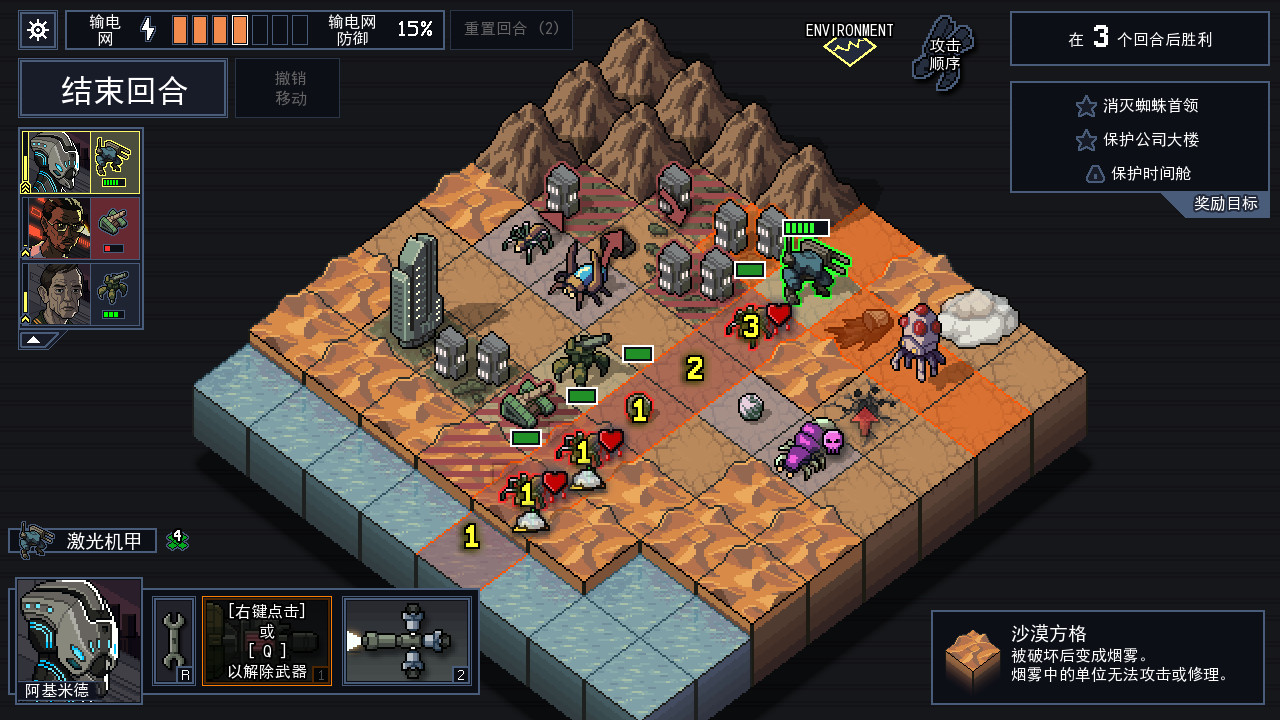 输电
网
输电网
防御
15%
重置回合 (2)
结束回合
撤销
移动
ENVIRONMENT
攻击
顺序
在 3 个回合后胜利
消灭蜘蛛首领
保护公司大楼
保护时间舱
奖励目标
3
2
1
1
1
1
激光机甲
4
[右键点击]
或
[ Q ]
以解除武器
1
R
2
阿基米德
沙漠方格
被破坏后变成烟雾。
烟雾中的单位无法攻击或修理。